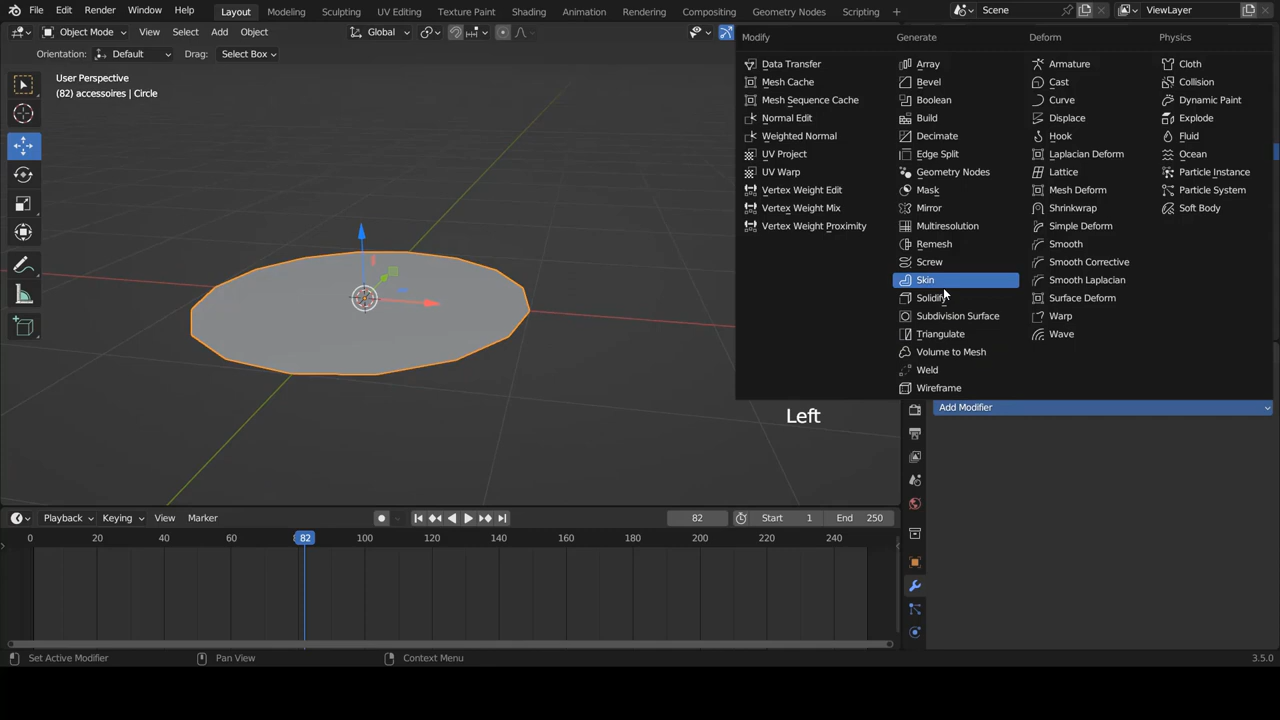 File Edit Render Window Help Layout Modeling Sculpting UV Editing Texture Paint Shading Animation Rendering Compositing Geometry Nodes Scripting Scene ViewLayer
Object Mode View Select Add Object Global
Orientation: Default Drag: Select Box
User Perspective
(82) accessoires | Circle
Modify
Data Transfer
Mesh Cache
Mesh Sequence Cache
Normal Edit
Weighted Normal
UV Project
UV Warp
Vertex Weight Edit
Vertex Weight Mix
Vertex Weight Proximity
Generate
Array
Bevel
Boolean
Build
Decimate
Edge Split
Geometry Nodes
Mask
Mirror
Multiresolution
Remesh
Screw
Skin
Solidify
Subdivision Surface
Triangulate
Volume to Mesh
Weld
Wireframe
Deform
Armature
Cast
Curve
Displace
Hook
Laplacian Deform
Lattice
Mesh Deform
Shrinkwrap
Simple Deform
Smooth
Smooth Corrective
Smooth Laplacian
Surface Deform
Warp
Wave
Physics
Cloth
Collision
Dynamic Paint
Explode
Fluid
Ocean
Particle Instance
Particle System
Soft Body
Add Modifier
Left
Playback Keying View Marker 82 Start 1 End 250
0 20 40 60 82 100 120 140 160 180 200 220 240
Set Active Modifier Pan View Context Menu 3.5.0